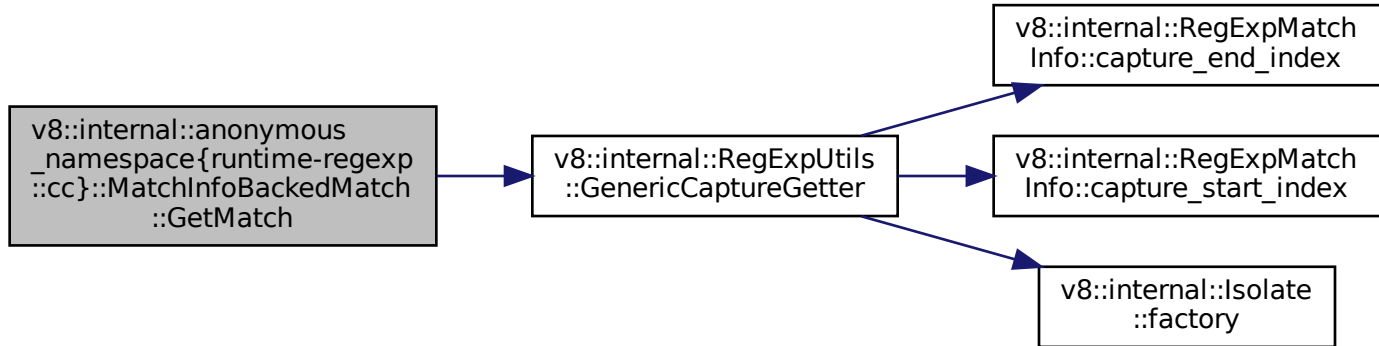 v8::internal::anonymous
_namespace{runtime-regexp
::cc}::MatchInfoBackedMatch
::GetMatch
v8::internal::RegExpUtils
::GenericCaptureGetter
v8::internal::RegExpMatch
Info::capture_end_index
v8::internal::RegExpMatch
Info::capture_start_index
v8::internal::Isolate
::factory